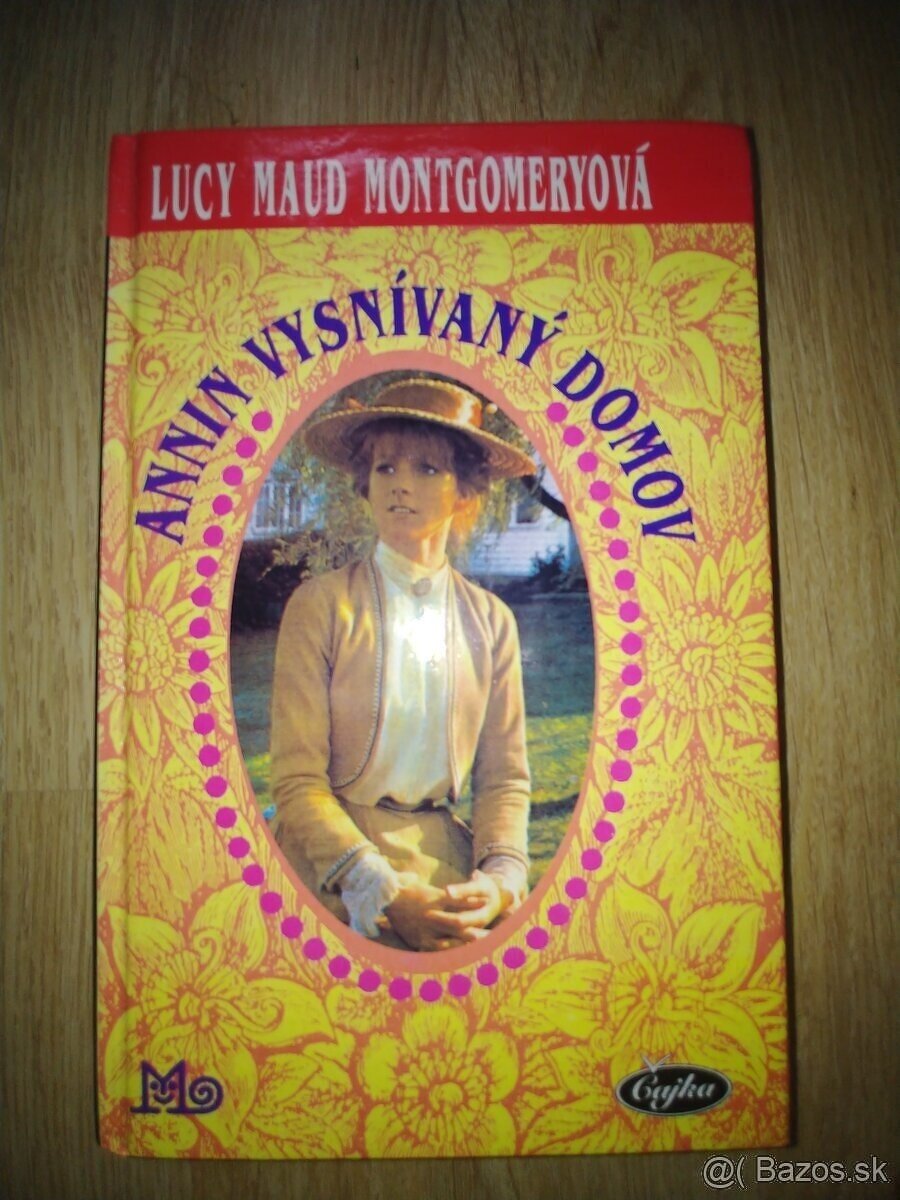 LUCY MAUD MONTGOMERYOVÁ
ANNIN VYSNÍVANÝ DOMOV
M
Čajka
@( Bazos.sk